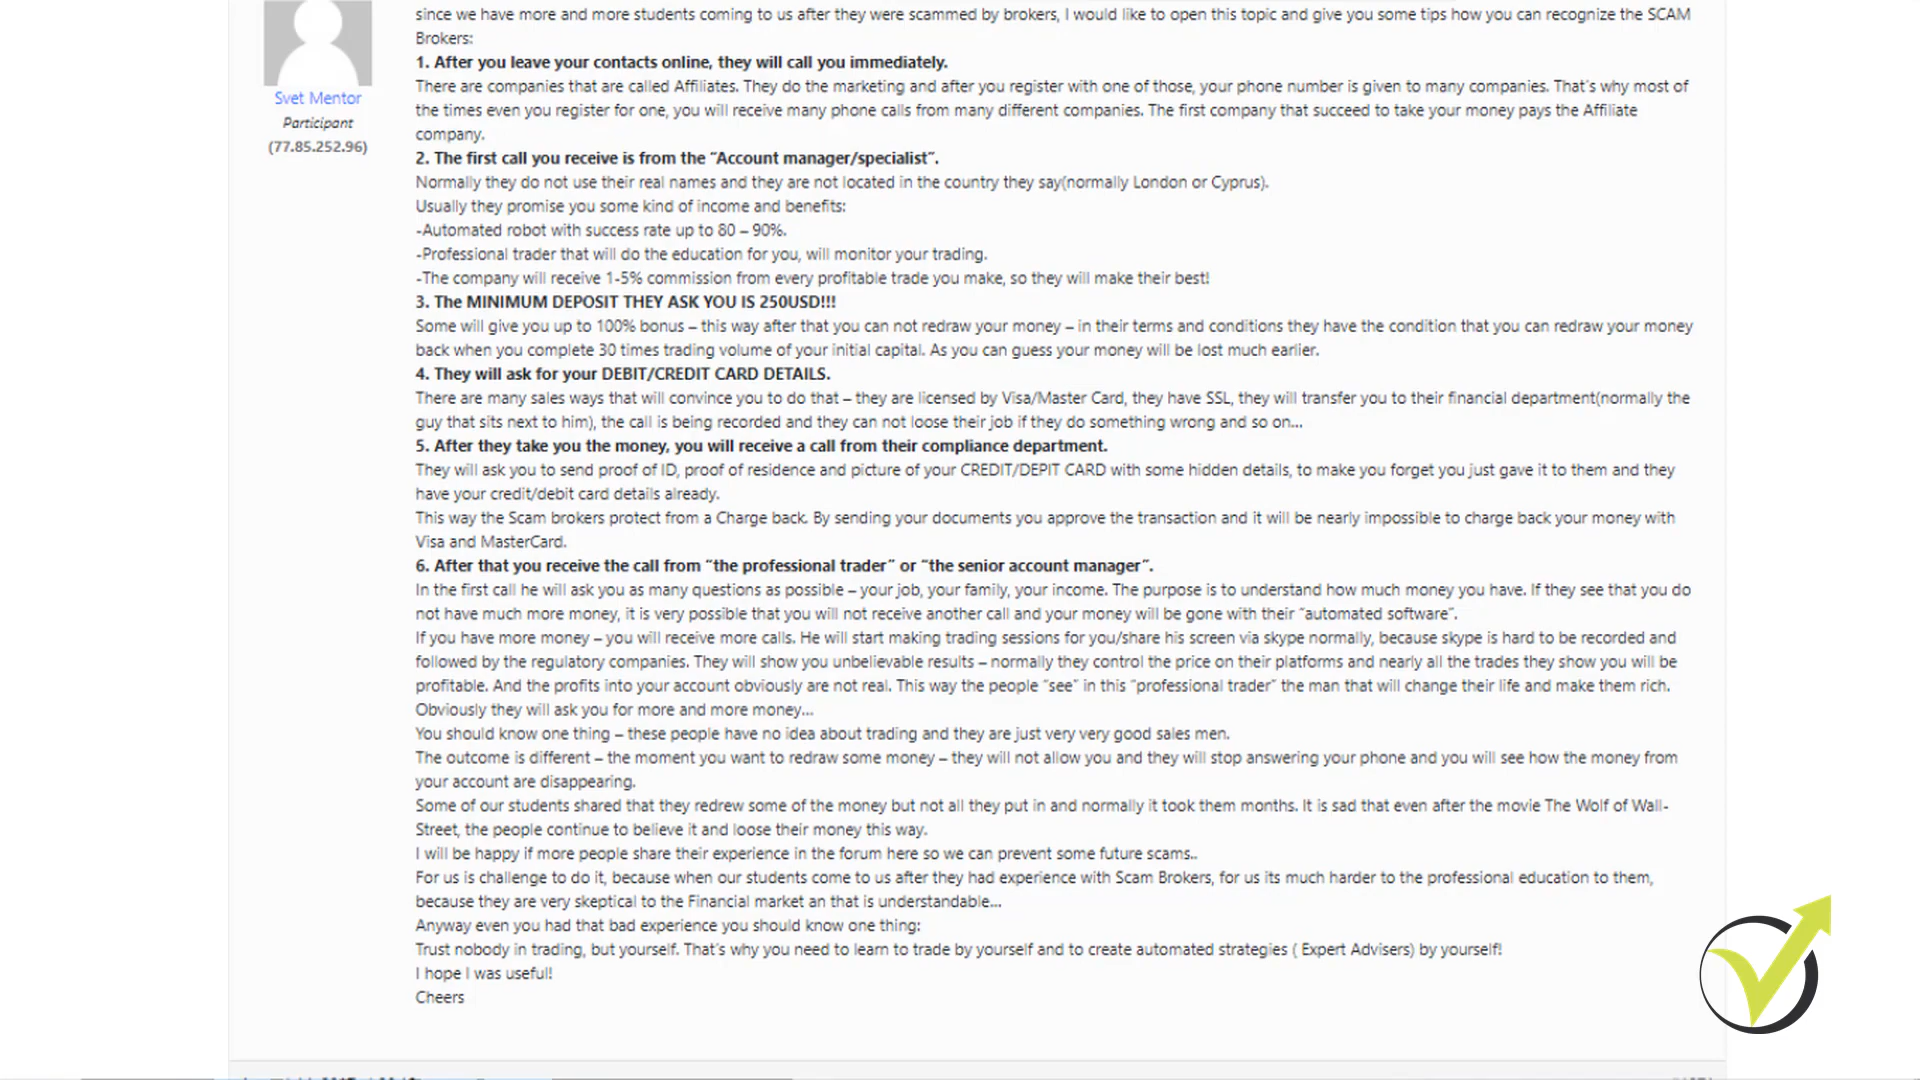 since we have more and more students coming to us after they were scammed by brokers, I would like to open this topic and give you some tips how you can recognize the SCAM
Brokers:
1. After you leave your contacts online, they will call you immediately.
There are companies that are called Affiliates. They do the marketing and after you register with one of those, your phone number is given to many companies. That's why most of
the times even you register for one, you will receive many phone calls from many different companies. The first company that succeed to take your money pays the Affiliate
company.
Svet Mentor
Participant
(77.85.252.96)
2. The first call you receive is from the “Account manager/specialist”.
Normally they do not use their real names and they are not located in the country they say(normally London or Cyprus).
Usually they promise you some kind of income and benefits:
-Automated robot with success rate up to 80 – 90%.
-Professional trader that will do the education for you, will monitor your trading.
-The company will receive 1-5% commission from every profitable trade you make, so they will make their best!
3. The MINIMUM DEPOSIT THEY ASK YOU IS 250USD!!!
Some will give you up to 100% bonus – this way after that you can not redraw your money – in their terms and conditions they have the condition that you can redraw your money
back when you complete 30 times trading volume of your initial capital. As you can guess your money will be lost much earlier.
4. They will ask for your DEBIT/CREDIT CARD DETAILS.
There are many sales ways that will convince you to do that – they are licensed by Visa/Master Card, they have SSL, they will transfer you to their financial department(normally the
guy that sits next to him), the call is being recorded and they can not loose their job if they do something wrong and so on...
5. After they take you the money, you will receive a call from their compliance department.
They will ask you to send proof of ID, proof of residence and picture of your CREDIT/DEPIT CARD with some hidden details, to make you forget you just gave it to them and they
have your credit/debit card details already.
This way the Scam brokers protect from a Charge back. By sending your documents you approve the transaction and it will be nearly impossible to charge back your money with
Visa and MasterCard.
6. After that you receive the call from “the professional trader” or “the senior account manager”.
In the first call he will ask you as many questions as possible – your job, your family, your income. The purpose is to understand how much money you have. If they see that you do
not have much more money, it is very possible that you will not receive another call and your money will be gone with their “automated software”.
If you have more money – you will receive more calls. He will start making trading sessions for you/share his screen via skype normally, because skype is hard to be recorded and
followed by the regulatory companies. They will show you unbelievable results – normally they control the price on their platforms and nearly all the trades they show you will be
profitable. And the profits into your account obviously are not real. This way the people “see” in this “professional trader” the man that will change their life and make them rich.
Obviously they will ask you for more and more money...
You should know one thing – these people have no idea about trading and they are just very very good sales men.
The outcome is different – the moment you want to redraw some money – they will not allow you and they will stop answering your phone and you will see how the money from
your account are disappearing.
Some of our students shared that they redrew some of the money but not all they put in and normally it took them months. It is sad that even after the movie The Wolf of Wall-
Street, the people continue to believe it and loose their money this way.
I will be happy if more people share their experience in the forum here so we can prevent some future scams..
For us is challenge to do it, because when our students come to us after they had experience with Scam Brokers, for us its much harder to the professional education to them,
because they are very skeptical to the Financial market an that is understandable...
Anyway even you had that bad experience you should know one thing:
Trust nobody in trading, but yourself. That's why you need to learn to trade by yourself and to create automated strategies ( Expert Advisers) by yourself!
I hope I was useful!
Cheers